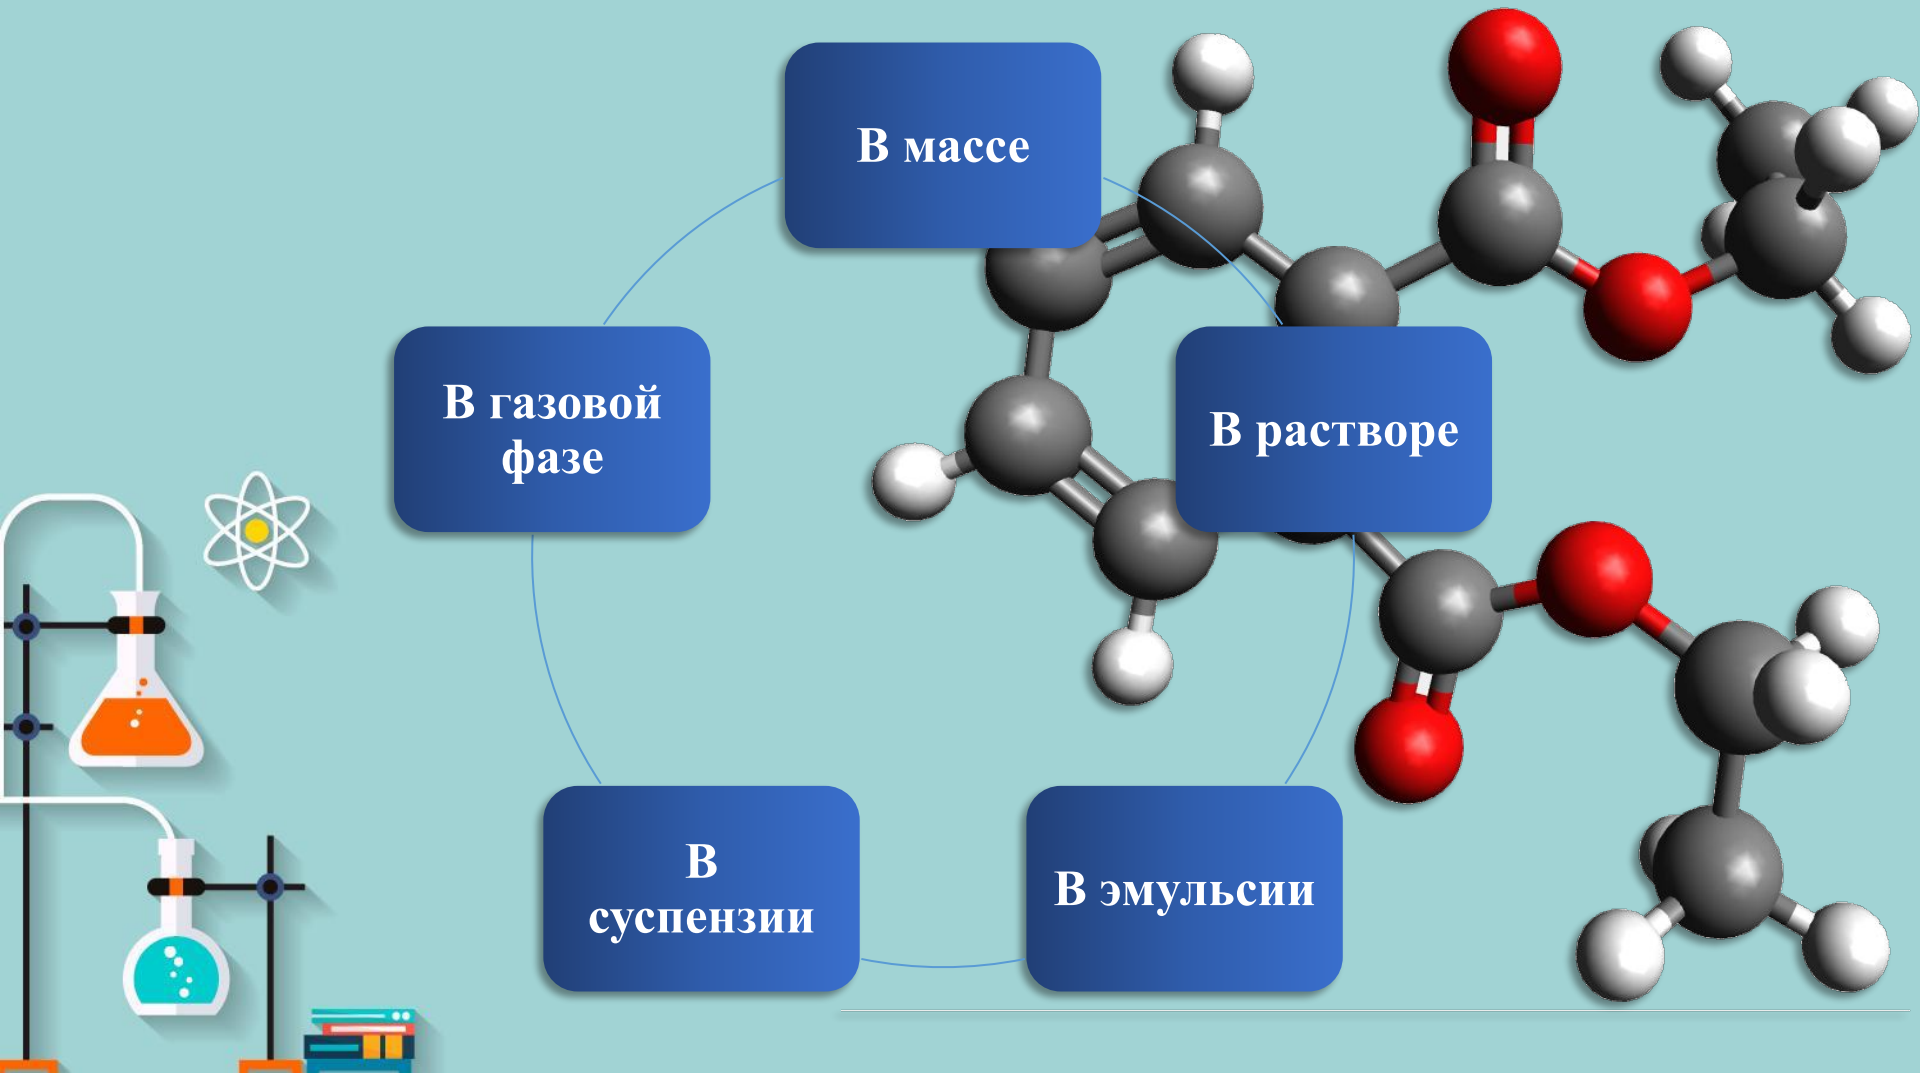 В массе
В газовой
фазе
В растворе
В
суспензии
В эмульсии